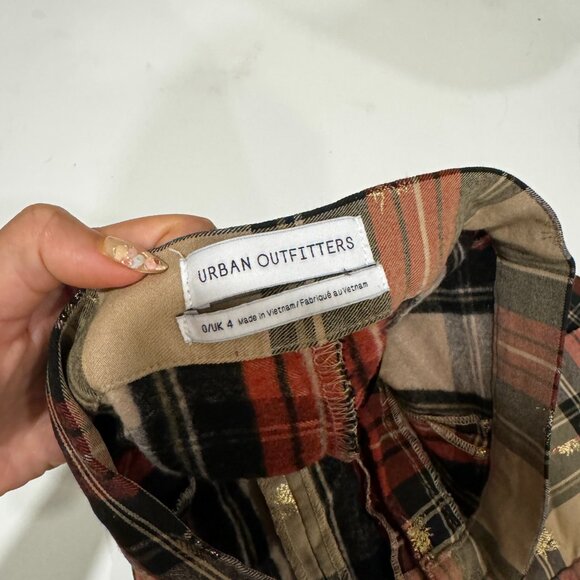 URBAN OUTFITTERS
0/UK 4 Made in Vietnam/Fabriqué au Vietnam